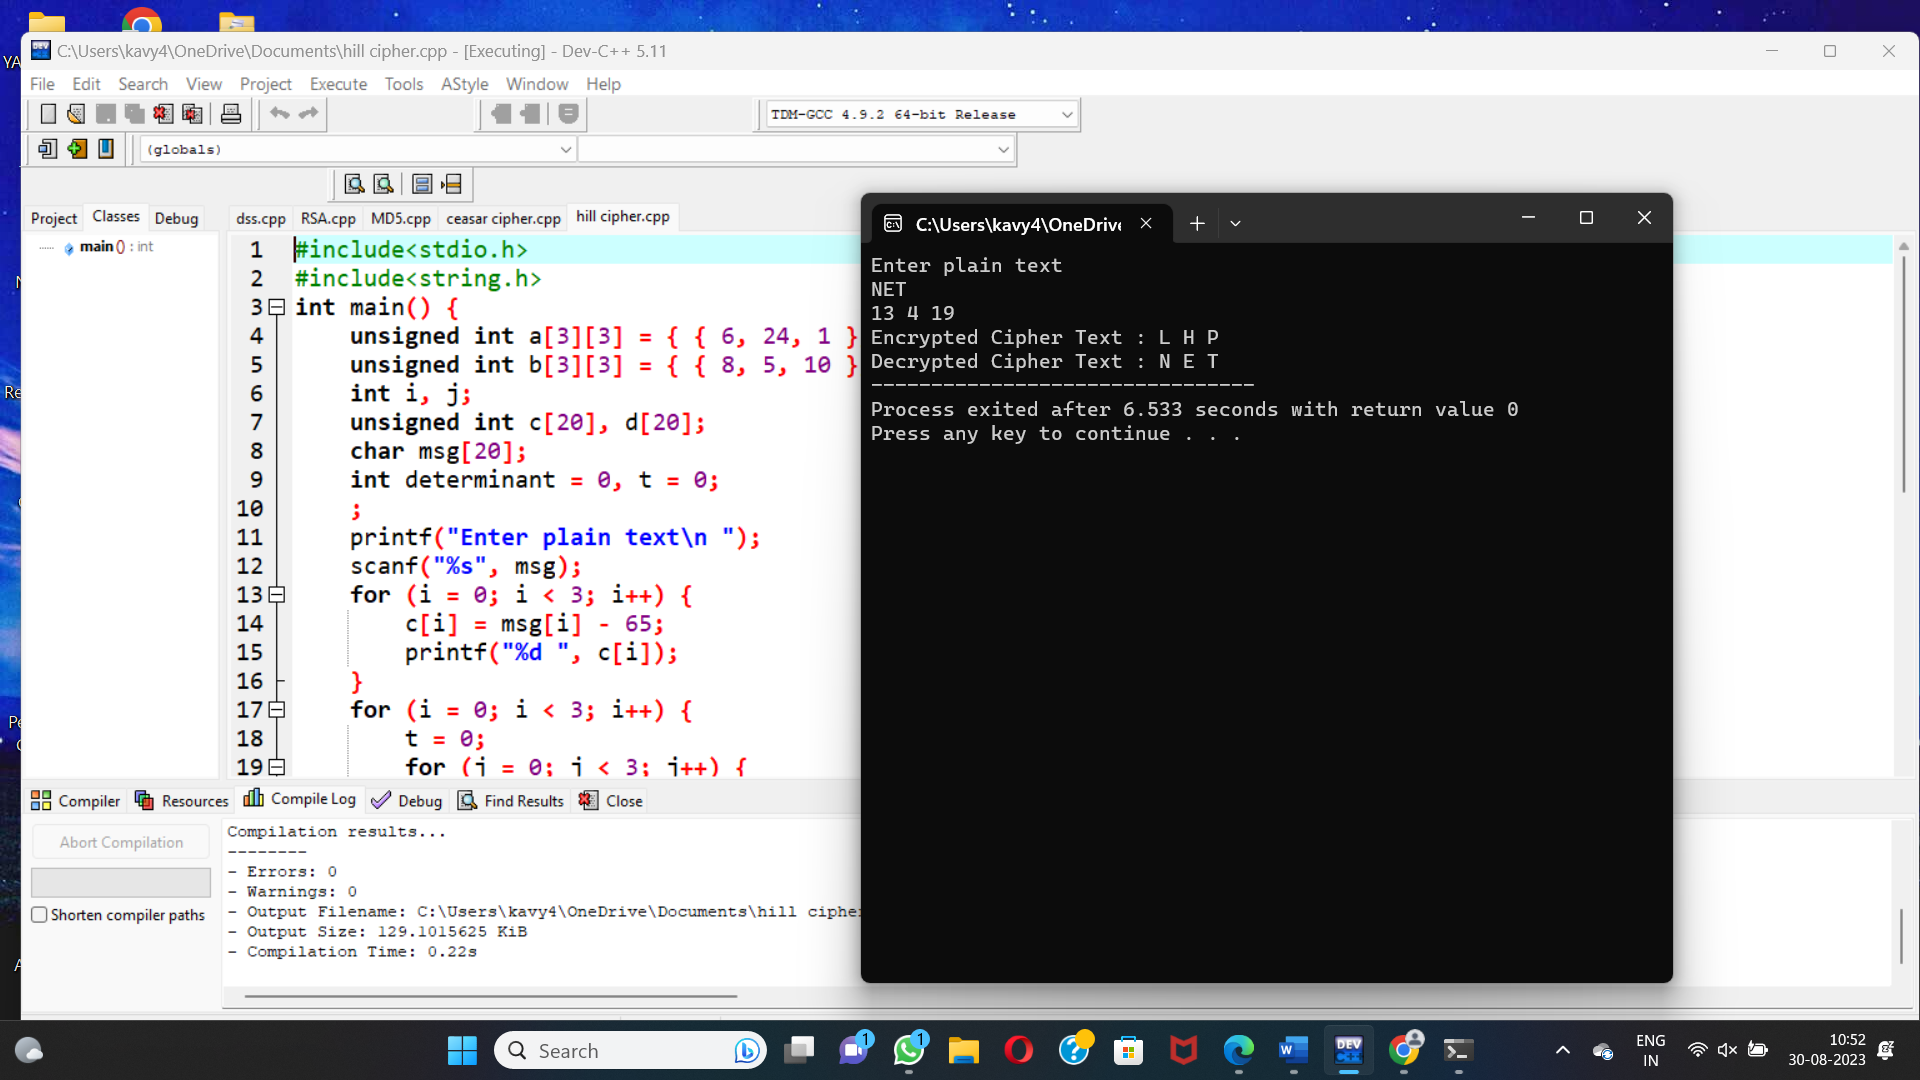 C:\Users\kavy4\OneDrive\Documents\hill cipher.cpp - [Executing] - Dev-C++ 5.11
File Edit Search View Project Execute Tools AStyle Window Help
TDM-GCC 4.9.2 64-bit Release
(globals)
Project Classes Debug
dss.cpp RSA.cpp MD5.cpp ceasar cipher.cpp hill cipher.cpp
main () : int
1 #include<stdio.h>
2 #include<string.h>
3 int main() {
4 unsigned int a[3][3] = { { 6, 24, 1 }
5 unsigned int b[3][3] = { { 8, 5, 10 }
6 int i, j;
7 unsigned int c[20], d[20];
8 char msg[20];
9 int determinant = 0, t = 0;
10 ;
11 printf("Enter plain text\n ");
12 scanf("%s", msg);
13 for (i = 0; i < 3; i++) {
14 c[i] = msg[i] - 65;
15 printf("%d ", c[i]);
16 }
17 for (i = 0; i < 3; i++) {
18 t = 0;
19 for (j = 0; j < 3; j++) {
C:\Users\kavy4\OneDrive
Enter plain text
NET
13 4 19
Encrypted Cipher Text : L H P
Decrypted Cipher Text : N E T
--------------------------------
Process exited after 6.533 seconds with return value 0
Press any key to continue . . .
Compiler Resources Compile Log Debug Find Results Close
Abort Compilation
Shorten compiler paths
Compilation results...
--------
- Errors: 0
- Warnings: 0
- Output Filename: C:\Users\kavy4\OneDrive\Documents\hill cipher
- Output Size: 129.1015625 KiB
- Compilation Time: 0.22s
Search
1
1
DEV C++
ENG
IN
10:52
30-08-2023